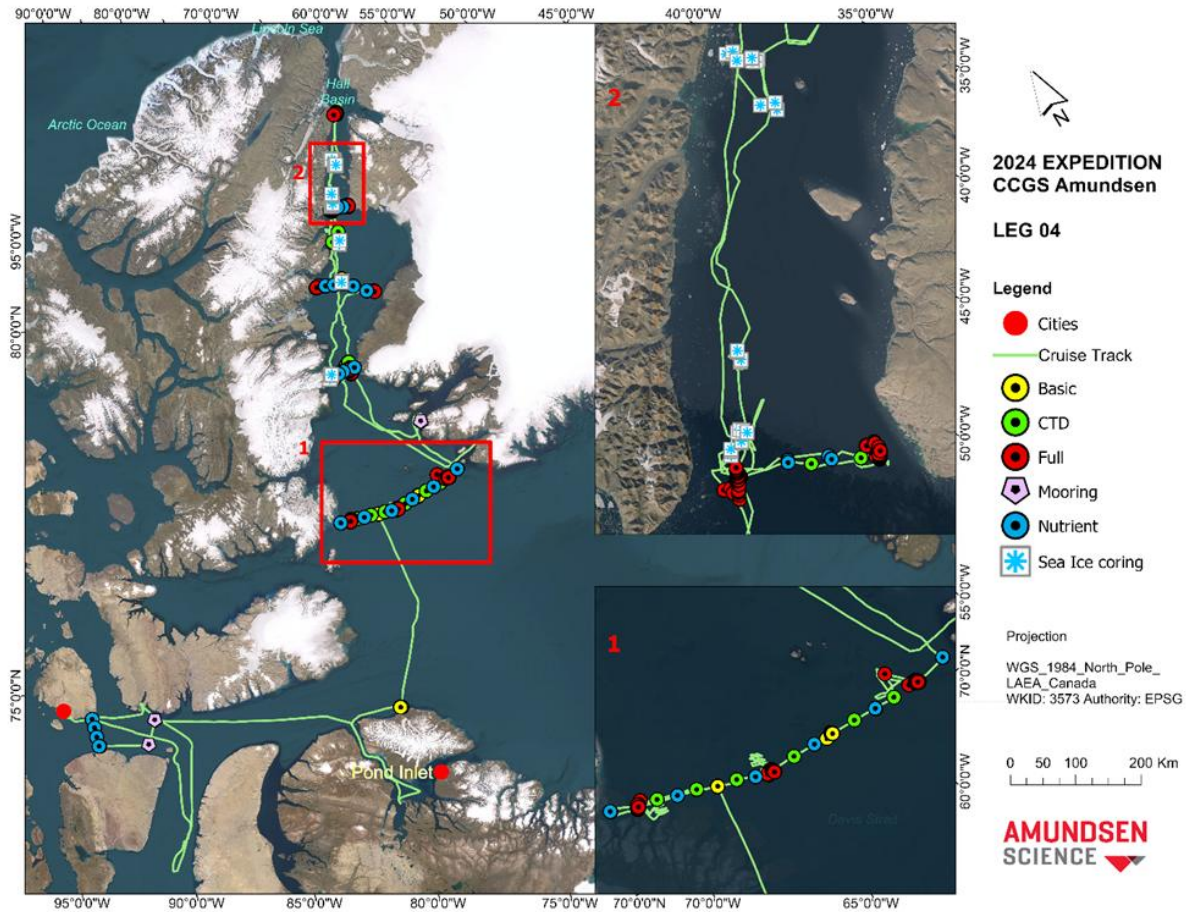 90°0'0"W 80°0'0"W 70°0'0"W 60°0'0"W 55°0'0"W 50°0'0"W 45°0'0"W 40°0'0"W 35°0'0"W
Lincoln Sea
Hall
Basin
Arctic Ocean
2
2
1
1
95°0'0"W
80°0'0"N
75°0'0"N
35°0'0"W
40°0'0"W
45°0'0"W
50°0'0"W
55°0'0"W
70°0'0"N
60°0'0"W
Pond Inlet
Davis Strait
95°0'0"W 90°0'0"W 85°0'0"W 80°0'0"W 75°0'0"W 70°0'0"N 70°0'0"W 65°0'0"W
N
2024 EXPEDITION
CCGS Amundsen
LEG 04
Legend
Cities
Cruise Track
Basic
CTD
Full
Mooring
Nutrient
Sea Ice coring
Projection
WGS_1984_North_Pole_
LAEA_Canada
WKID: 3573 Authority: EPSG
0 50 100 200 Km
AMUNDSEN
SCIENCE